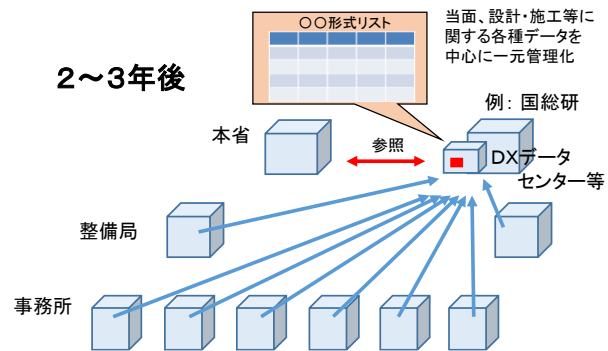 ○○形式リスト
当面、設計・施工等に
関する各種データを
中心に一元管理化
2～3年後
例: 国総研
本省
参照
DXデータ
センター等
整備局
事務所